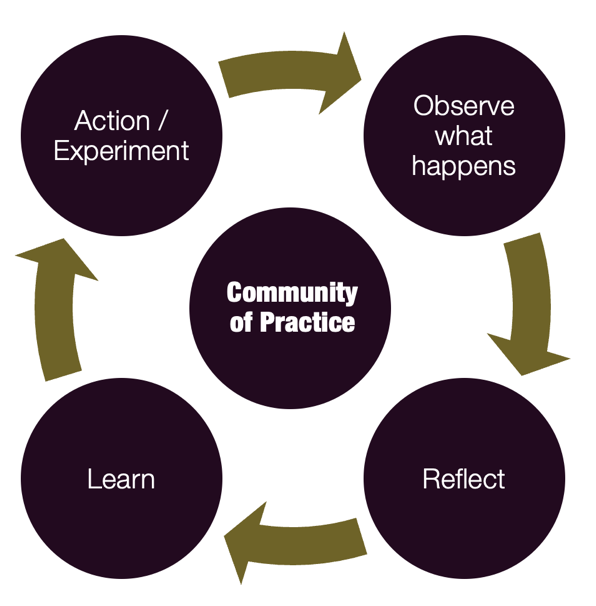 Action /
Experiment
Observe
what
happens
Community
of Practice
Learn
Reflect